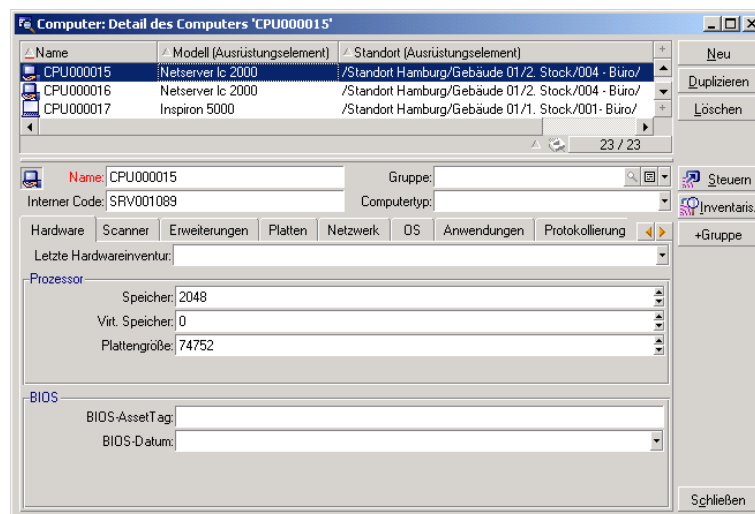 Computer: Detail des Computers 'CPU000015'
Name Modell (Ausrüstungselement) Standort (Ausrüstungselement)
CPU000015 Netserver lc 2000 /Standort Hamburg/Gebäude 01/2. Stock/004 - Büro/
CPU000016 Netserver lc 2000 /Standort Hamburg/Gebäude 01/2. Stock/004 - Büro/
CPU000017 Inspiron 5000 /Standort Hamburg/Gebäude 01/1. Stock/001- Büro/
23 / 23
Neu
Duplizieren
Löschen
Name: CPU000015 Gruppe:
Interner Code: SRV001089 Computertyp:
Steuern
Inventaris.
+Gruppe
Hardware Scanner Erweiterungen Platten Netzwerk OS Anwendungen Protokollierung
Letzte Hardwareinventur:
Prozessor
Speicher: 2048
Virt. Speicher: 0
Plattengröße: 74752
BIOS
BIOS-AssetTag:
BIOS-Datum:
Schließen